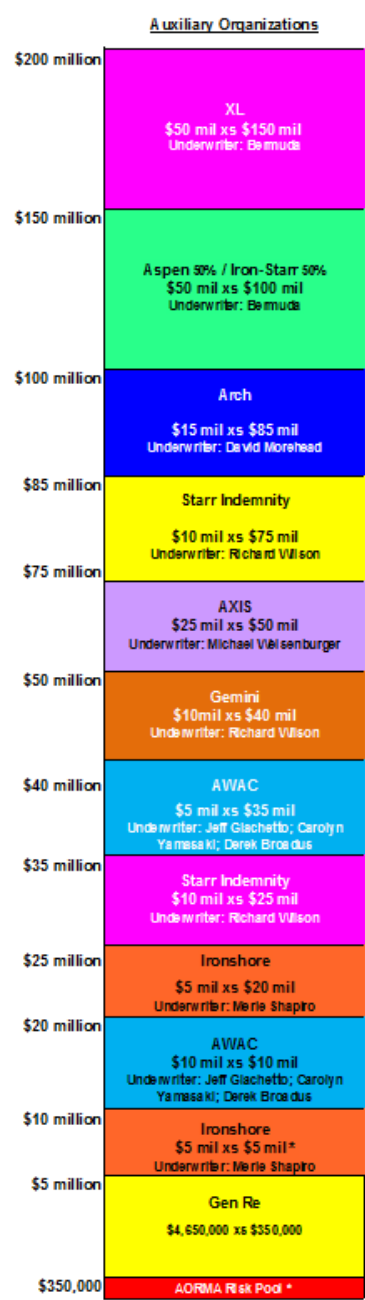 Auxiliary Organizations
$200 million
XL
$50 mil xs $150 mil
Underwriter: Bermuda
$150 million
Aspen 50% / Iron-Starr 50%
$50 mil xs $100 mil
Underwriter: Bermuda
$100 million
Arch
$15 mil xs $85 mil
Underwriter: David Morehead
$85 million
Starr Indemnity
$10 mil xs $75 mil
Underwriter: Richard Wilson
$75 million
AXIS
$25 mil xs $50 mil
Underwriter: Michael Weisenburger
$50 million
Gemini
$10mil xs $40 mil
Underwriter: Richard Wilson
$40 million
AWAC
$5 mil xs $35 mil
Underwriter: Jeff Giachetto; Carolyn
Yamasaki; Derek Broadus
$35 million
Starr Indemnity
$10 mil xs $25 mil
Underwriter: Richard Wilson
$25 million
Ironshore
$5 mil xs $20 mil
Underwriter: Merle Shapiro
$20 million
AWAC
$10 mil xs $10 mil
Underwriter: Jeff Giachetto; Carolyn
Yamasaki; Derek Broadus
$10 million
Ironshore
$5 mil xs $5 mil*
Underwriter: Merle Shapiro
$5 million
Gen Re
$4,650,000 xs $350,000
$350,000
AORMA Risk Pool *